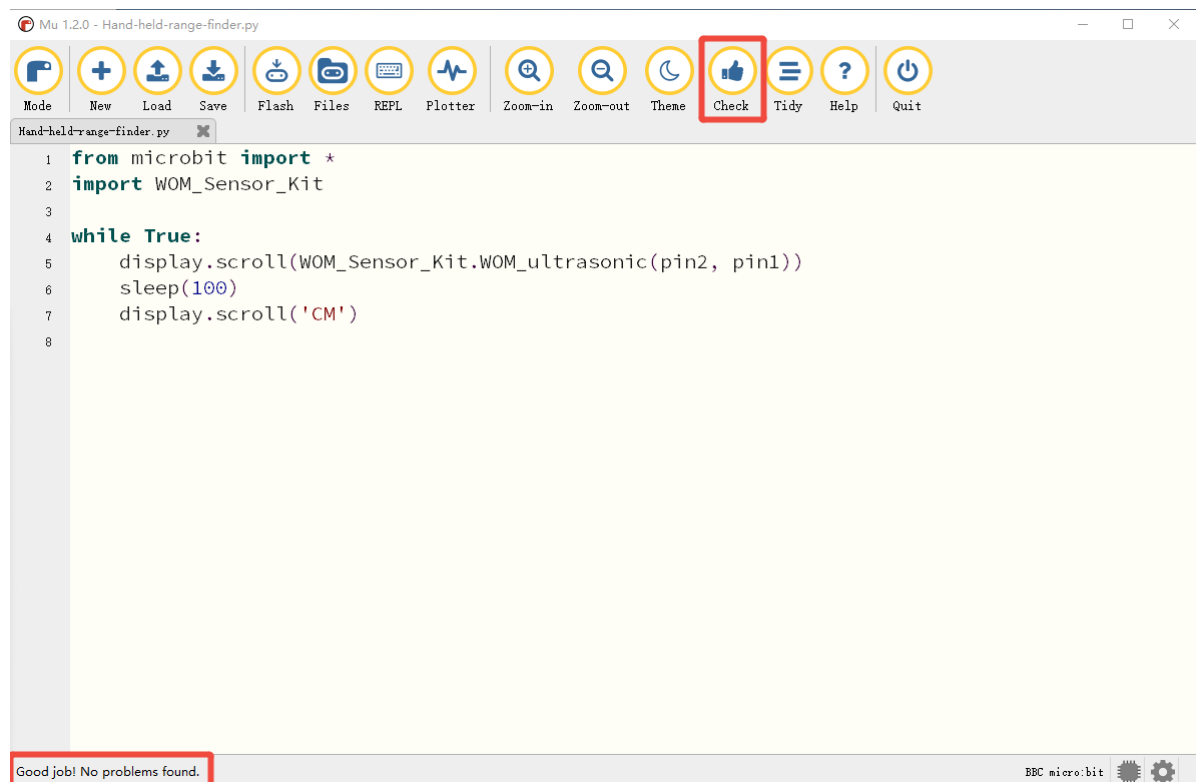 Mu 1.2.0 - Hand-held-range-finder.py
Mode New Load Save Flash Files REPL Plotter Zoom-in Zoom-out Theme Check Tidy Help Quit
Hand-held-range-finder.py
1 from microbit import *
2 import WOM_Sensor_Kit
3
4 while True:
5     display.scroll(WOM_Sensor_Kit.WOM_ultrasonic(pin2, pin1))
6     sleep(100)
7     display.scroll('CM')
8
Good job! No problems found. BBC micro:bit